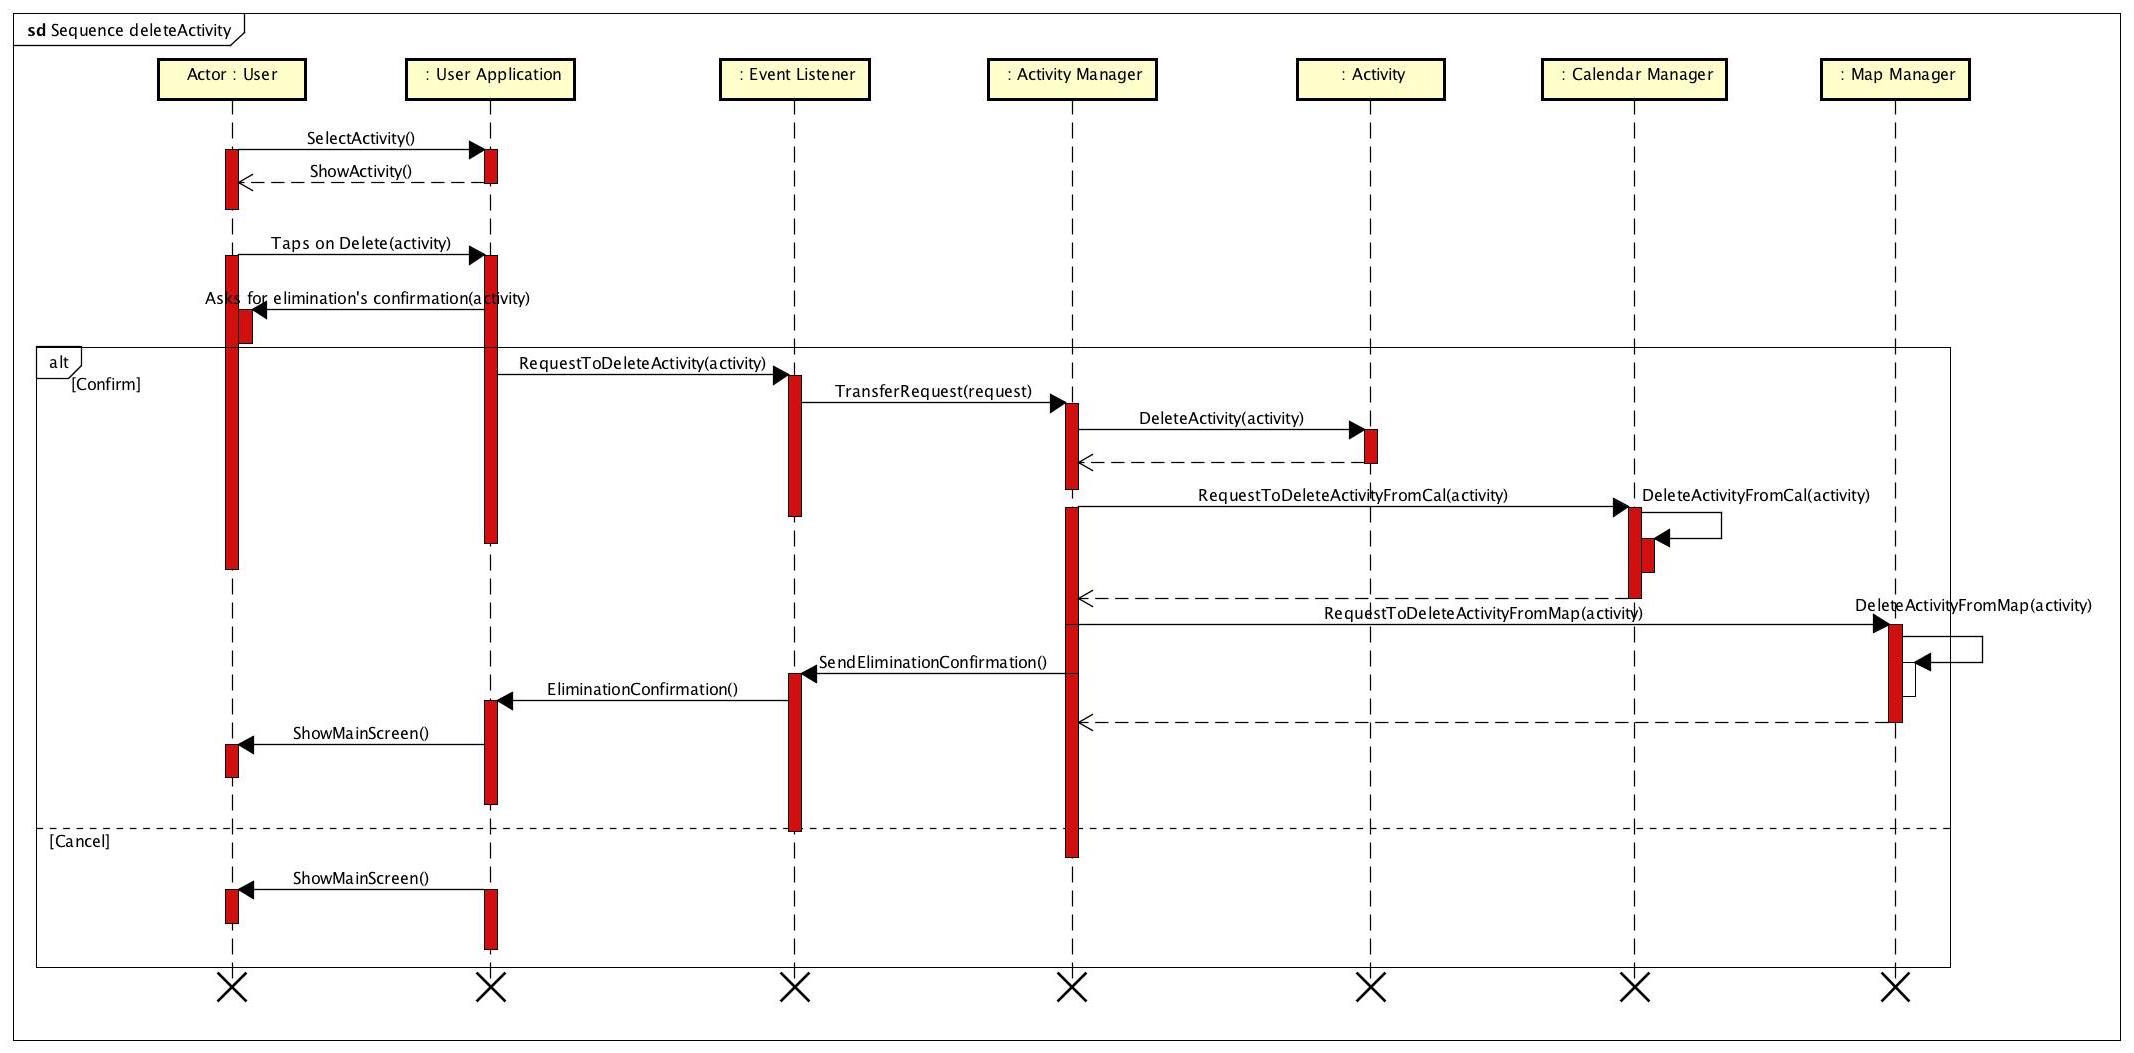 sd Sequence deleteActivity
Actor : User
: User Application
: Event Listener
: Activity Manager
: Activity
: Calendar Manager
: Map Manager
SelectActivity()
ShowActivity()
Taps on Delete(activity)
Asks for elimination's confirmation(activity)
alt
[Confirm]
RequestToDeleteActivity(activity)
TransferRequest(request)
DeleteActivity(activity)
RequestToDeleteActivityFromCal(activity)
DeleteActivityFromCal(activity)
DeleteActivityFromMap(activity)
RequestToDeleteActivityFromMap(activity)
SendEliminationConfirmation()
EliminationConfirmation()
ShowMainScreen()
[Cancel]
ShowMainScreen()